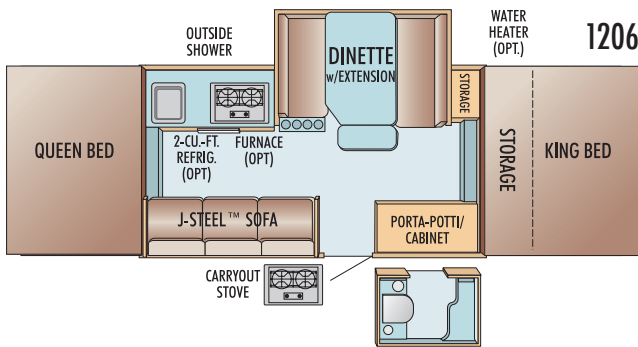 OUTSIDE
SHOWER
WATER
HEATER
(OPT.)
1206
DINETTE
w/EXTENSION
STORAGE
QUEEN BED
2-CU.-FT.
REFRIG.
(OPT)
FURNACE
(OPT)
STORAGE
KING BED
J-STEEL™ SOFA
PORTA-POTTI/
CABINET
CARRYOUT
STOVE